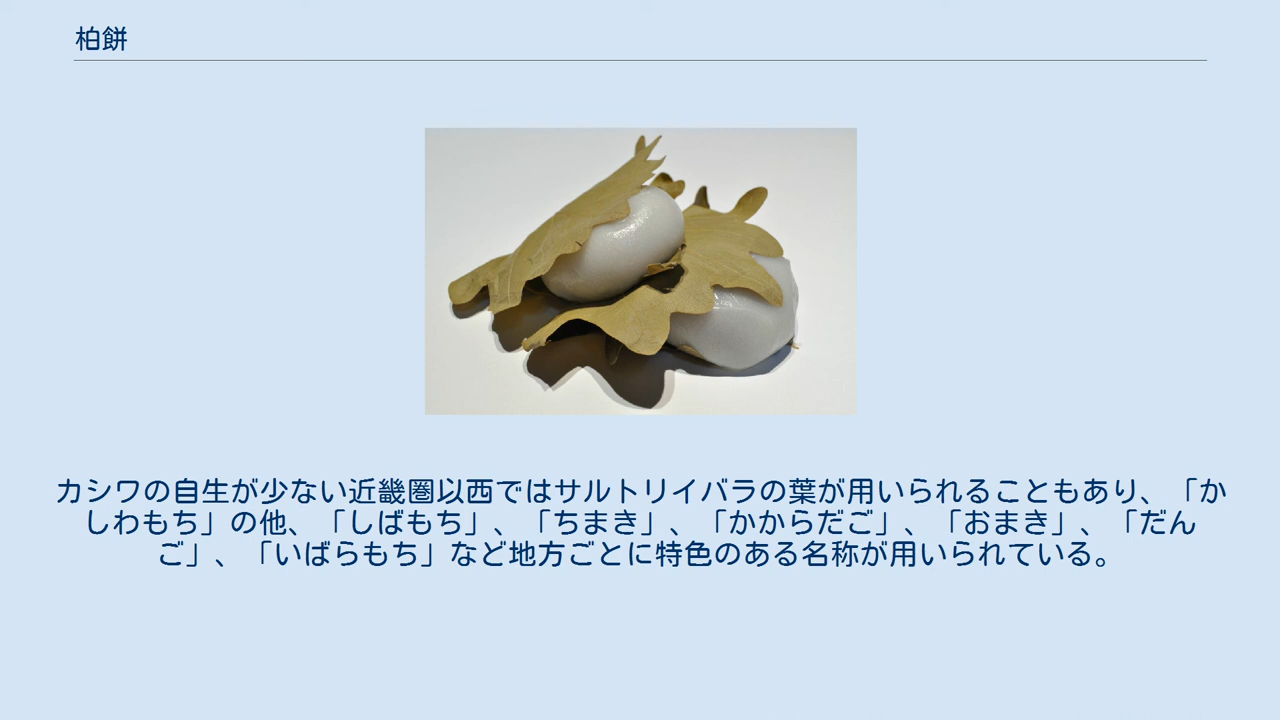 柏餅
カシワの自生が少ない近畿圏以西ではサルトリイバラの葉が用いられることもあり、「か
しわもち」の他、「しばもち」、「ちまき」、「かからだご」、「おまき」、「だん
ご」、「いばらもち」など地方ごとに特色のある名称が用いられている。